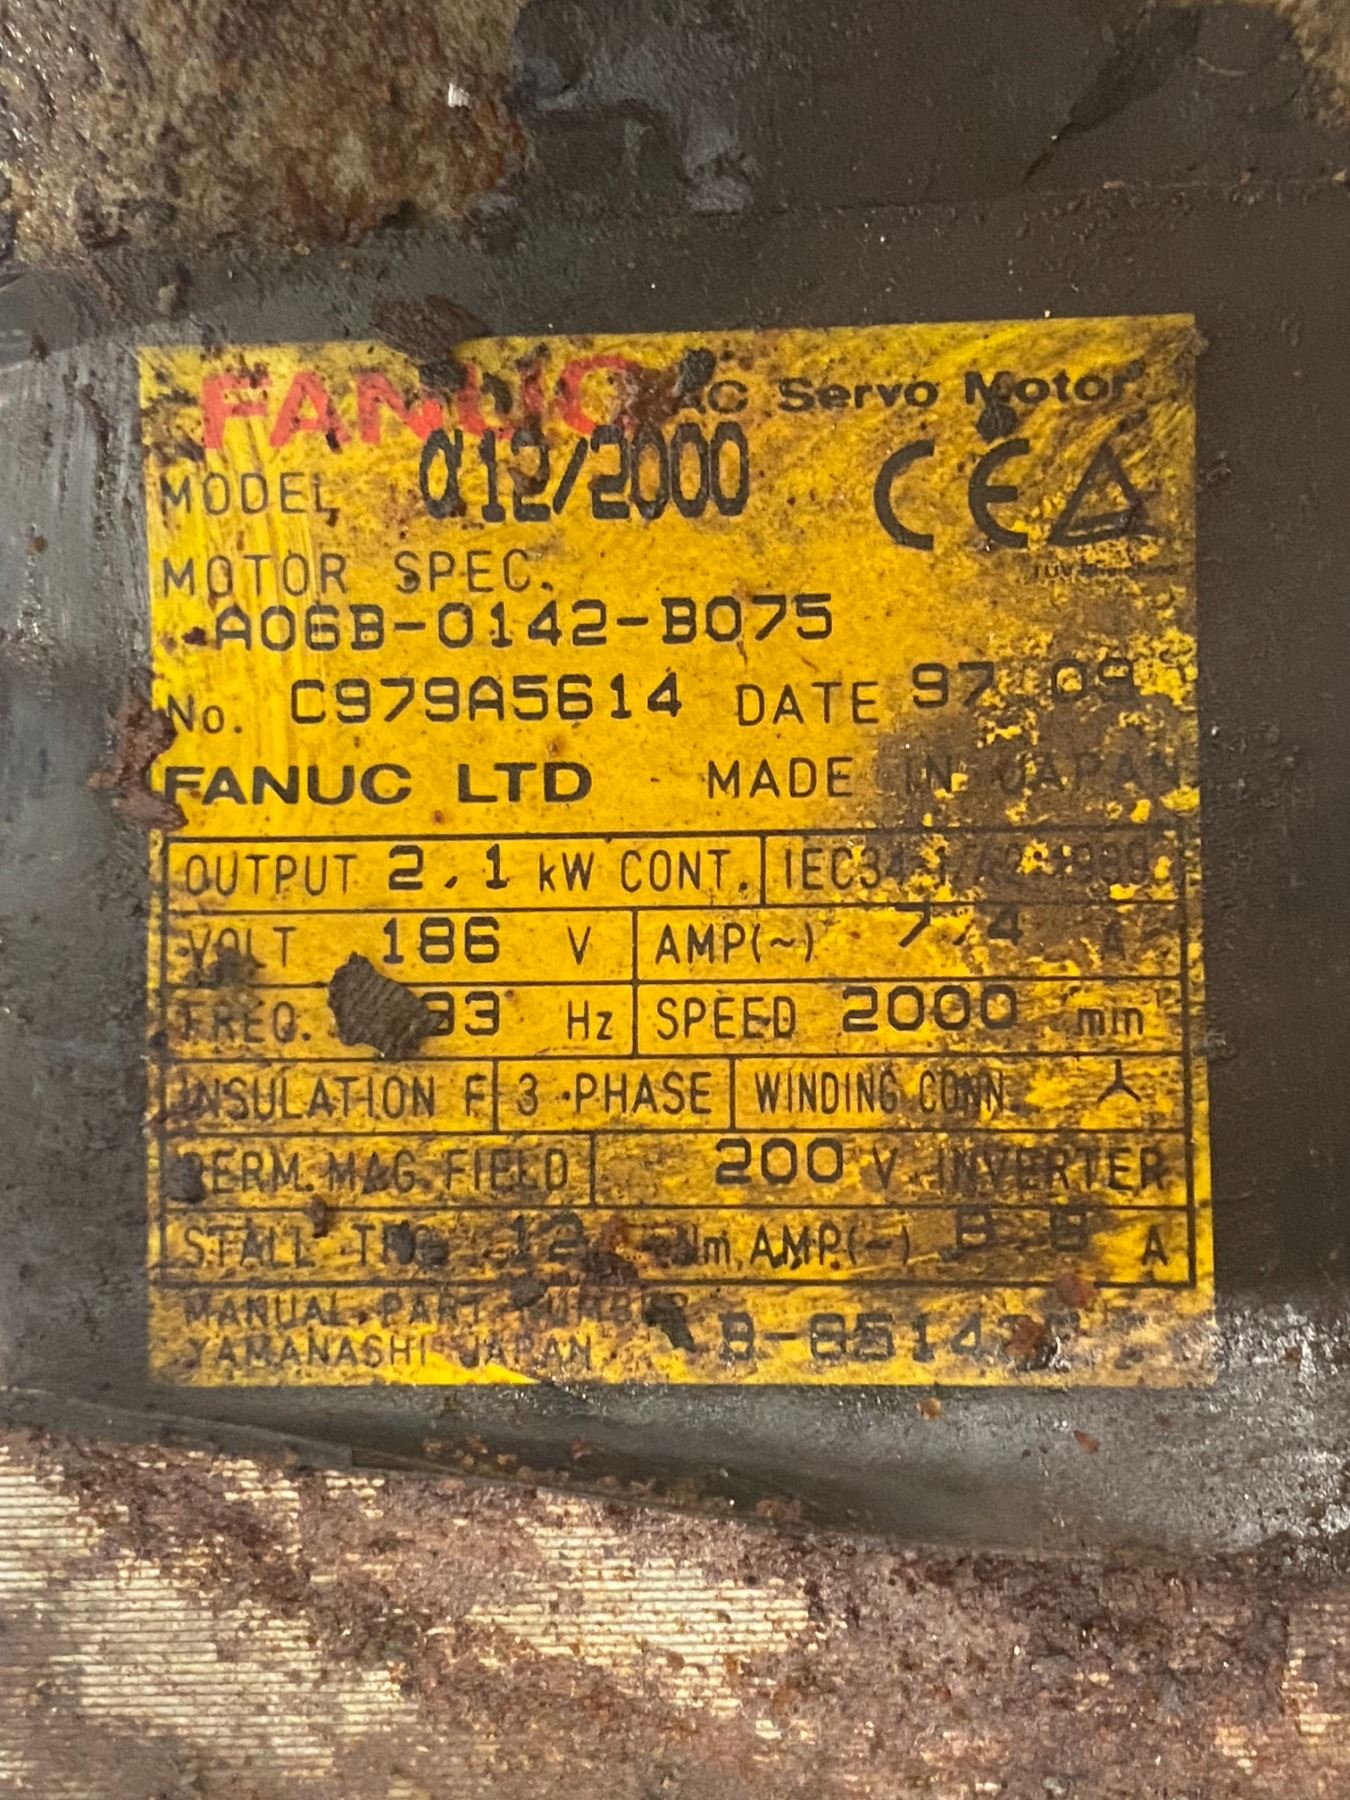 FANUC AC Servo Motor
MODEL α12/2000
CE
MOTOR SPEC.
A06B-0142-B075
No. C979A5614 DATE 97. 09
FANUC LTD MADE IN JAPAN
OUTPUT 2.1 kW CONT.
VOLT 186 V AMP(~) 7.4 A
FREQ. Hz SPEED 2000 min
INSULATION F 3-PHASE WINDING CONN.
PERM. MAG. FIELD 200 V INVERTER
STALL 12 Nm AMP(~) A
MANUAL PART NUMBER
YAMANASHI JAPAN